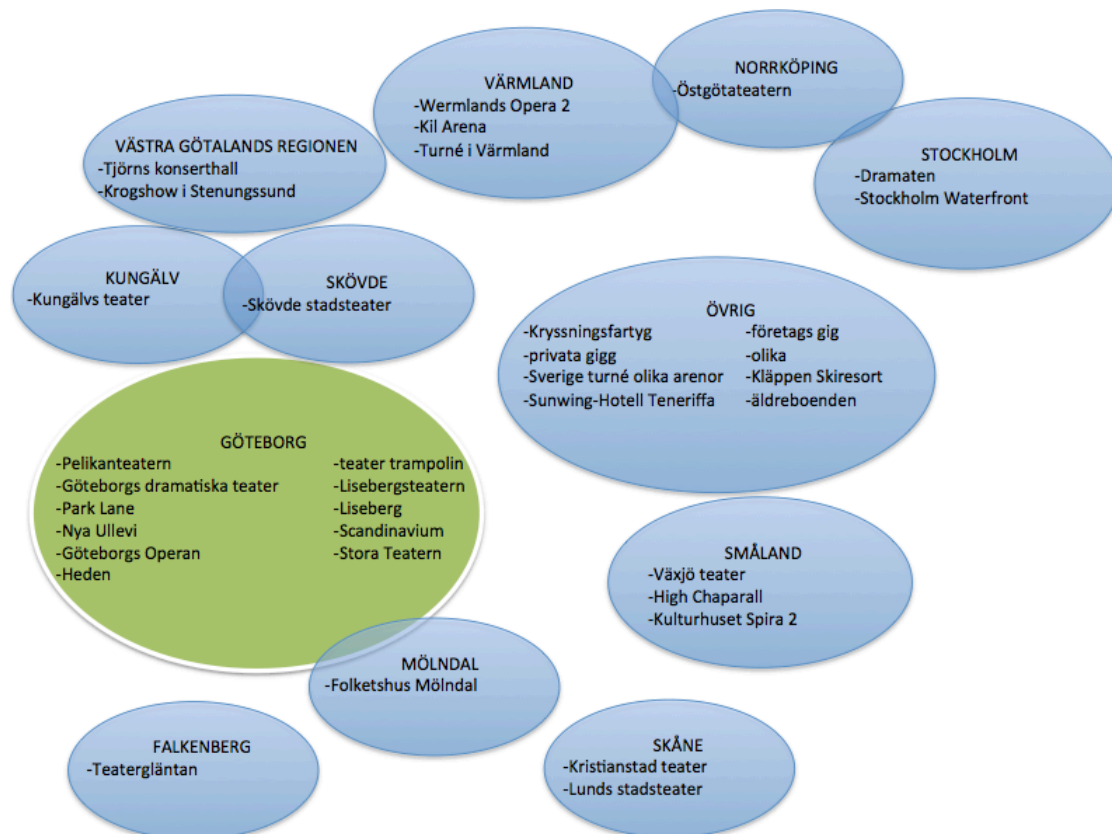 VÄRMLAND
-Wermlands Opera 2
-Kil Arena
-Turné i Värmland
NORRKÖPING
-Östgötateatern
VÄSTRA GÖTALANDS REGIONEN
-Tjörns konserthall
-Krogshow i Stenungssund
STOCKHOLM
-Dramaten
-Stockholm Waterfront
KUNGÄLV
-Kungälvs teater
SKÖVDE
-Skövde stadsteater
ÖVRIG
-Kryssningsfartyg
-privata gigg
-Sverige turné olika arenor
-Sunwing-Hotell Teneriffa
-företags gig
-olika
-Kläppen Skiresort
-äldreboenden
GÖTEBORG
-Pelikanteatern
-Göteborgs dramatiska teater
-Park Lane
-Nya Ullevi
-Göteborgs Operan
-Heden
-teater trampolin
-Lisebergsteatern
-Liseberg
-Scandinavium
-Stora Teatern
SMÅLAND
-Växjö teater
-High Chaparall
-Kulturhuset Spira 2
MÖLNDAL
-Folketshus Mölndal
FALKENBERG
-Teatergläntan
SKÅNE
-Kristianstad teater
-Lunds stadsteater